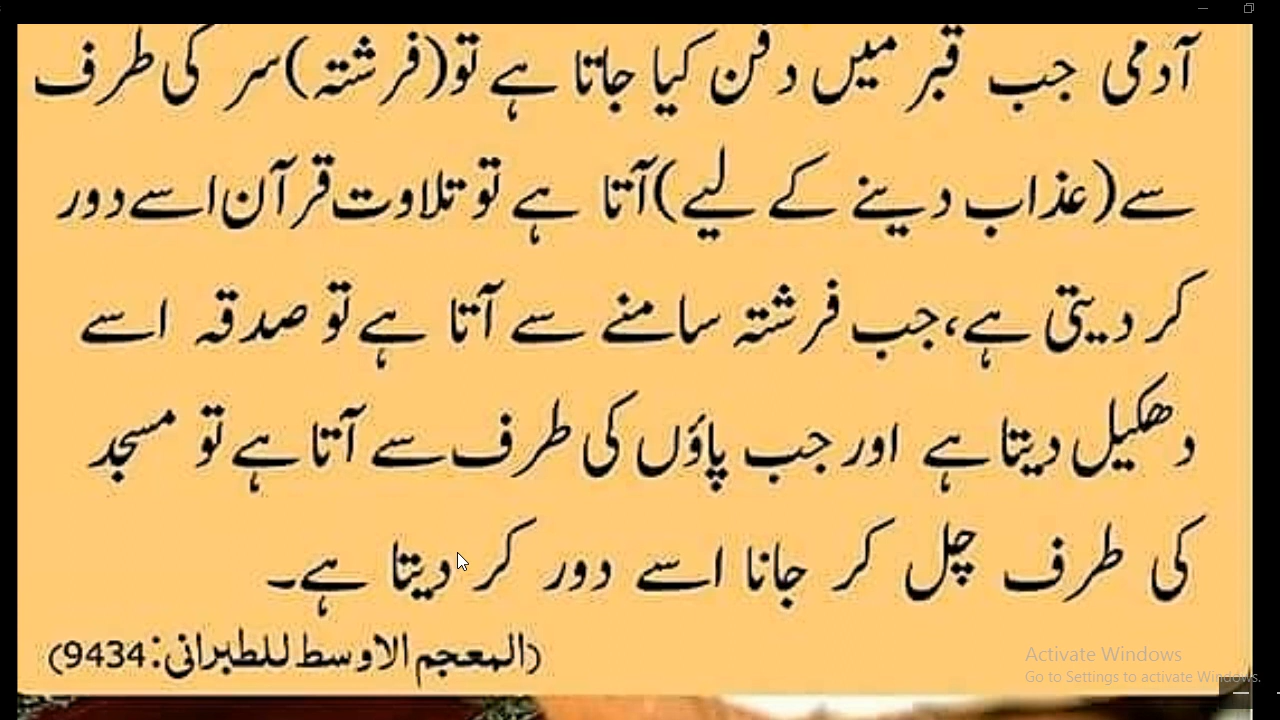 آدمی جب قبر میں دفن کیا جاتا ہے تو(فرشتہ)سر کی طرف
سے(عذاب دینے کے لیے)آتا ہے تو تلاوت قرآن اسے دور
کر دیتی ہے،جب فرشتہ سامنے سے آتا ہے تو صدقہ اسے
دھکیل دیتا ہے اور جب پاؤں کی طرف سے آتا ہے تو مسجد
کی طرف چل کر جانا اسے دور کر دیتا ہے۔
(المعجم الاوسط للطبرانی:9434)
Activate Windows
Go to Settings to activate Windows.